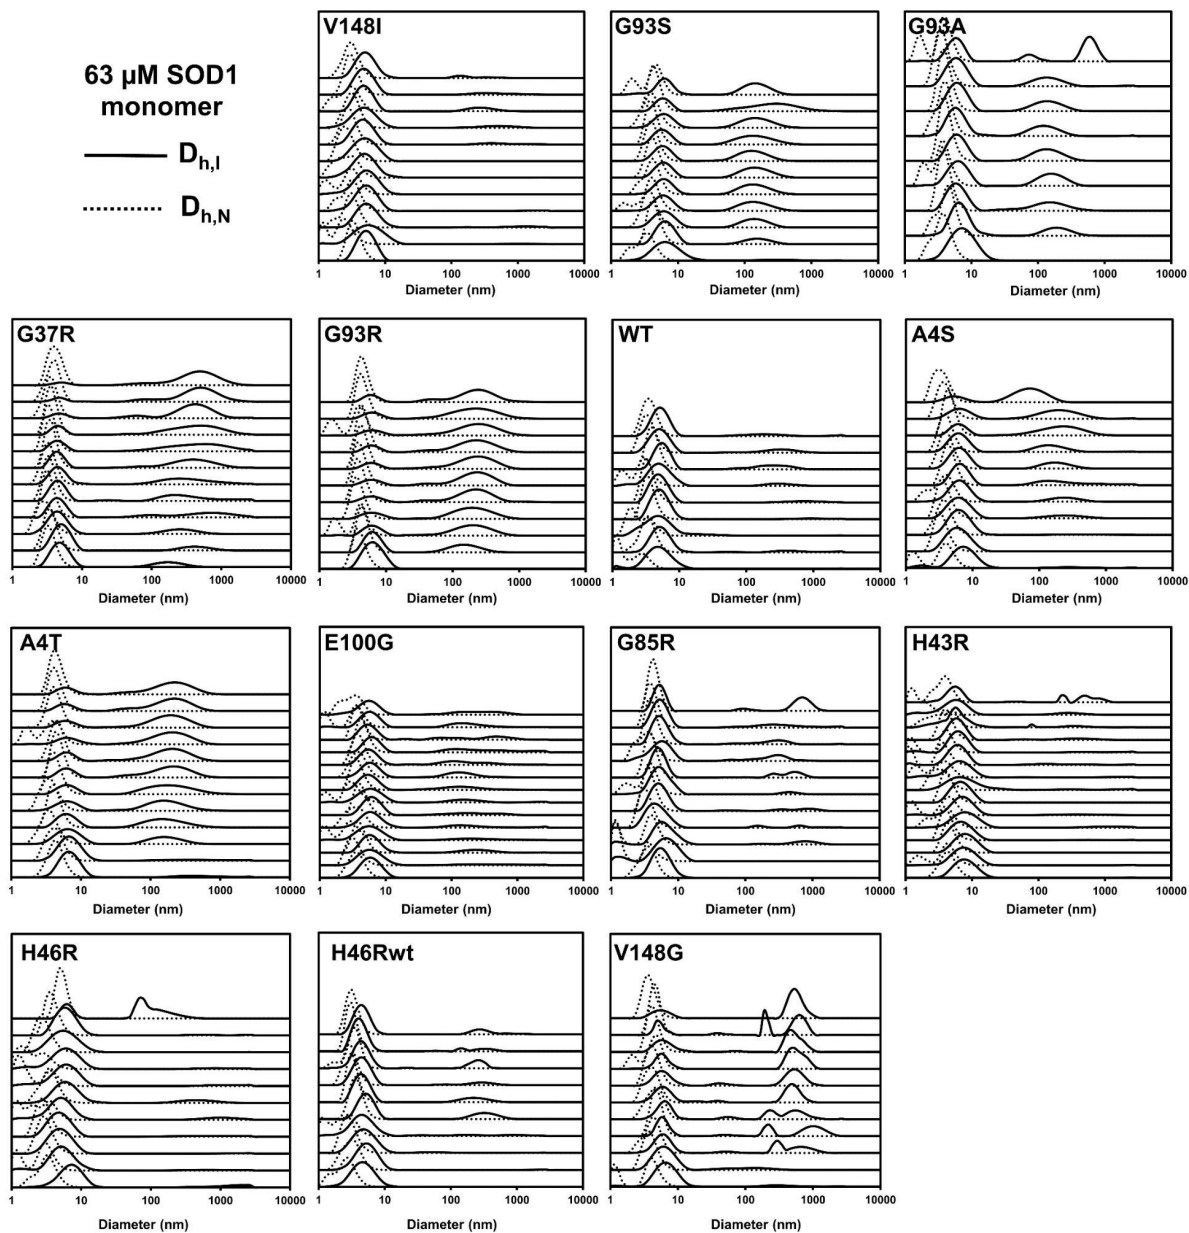 63 µM SOD1
monomer
D_h,I
D_h,N
V148I
1 10 100 1000 10000
Diameter (nm)
G93S
1 10 100 1000 10000
Diameter (nm)
G93A
1 10 100 1000 10000
Diameter (nm)
G37R
1 10 100 1000 10000
Diameter (nm)
G93R
1 10 100 1000 10000
Diameter (nm)
WT
1 10 100 1000 10000
Diameter (nm)
A4S
1 10 100 1000 10000
Diameter (nm)
A4T
1 10 100 1000 10000
Diameter (nm)
E100G
1 10 100 1000 10000
Diameter (nm)
G85R
1 10 100 1000 10000
Diameter (nm)
H43R
1 10 100 1000 10000
Diameter (nm)
H46R
1 10 100 1000 10000
Diameter (nm)
H46Rwt
1 10 100 1000 10000
Diameter (nm)
V148G
1 10 100 1000 10000
Diameter (nm)